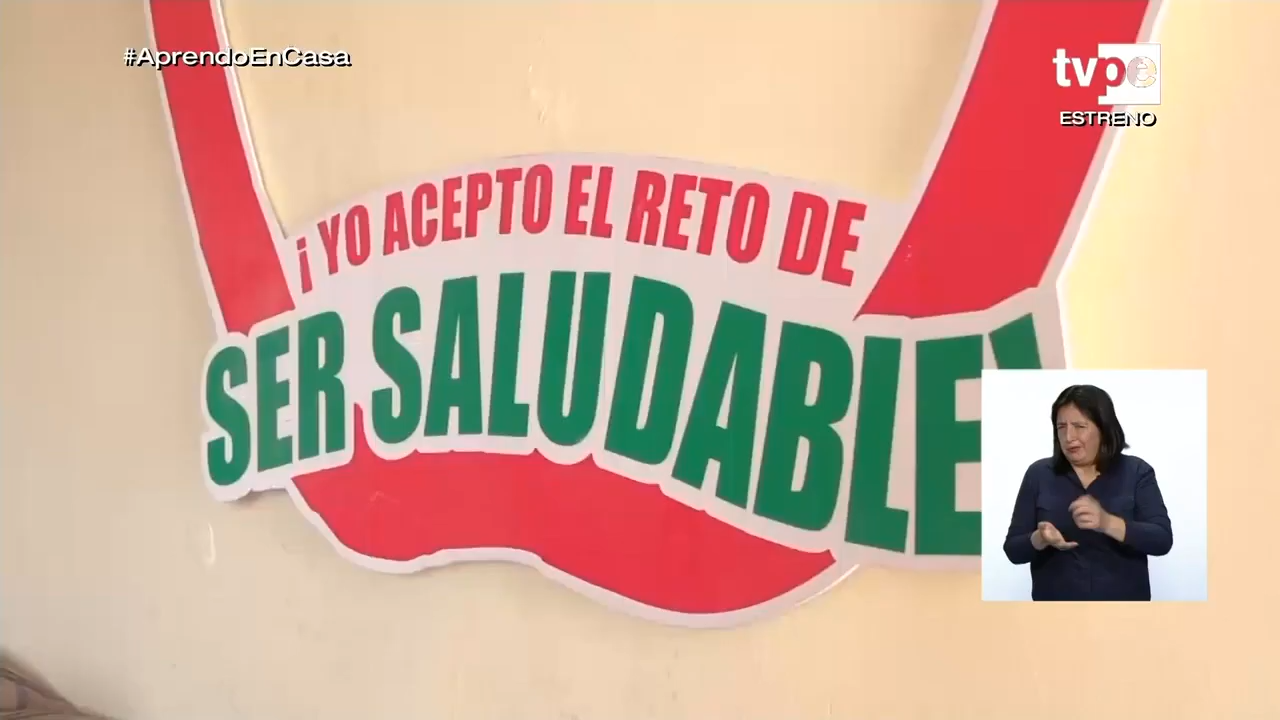 #AprendoEnCasa
tvpe
ESTRENO
¡YO ACEPTO EL RETO DE
SER SALUDABLE!